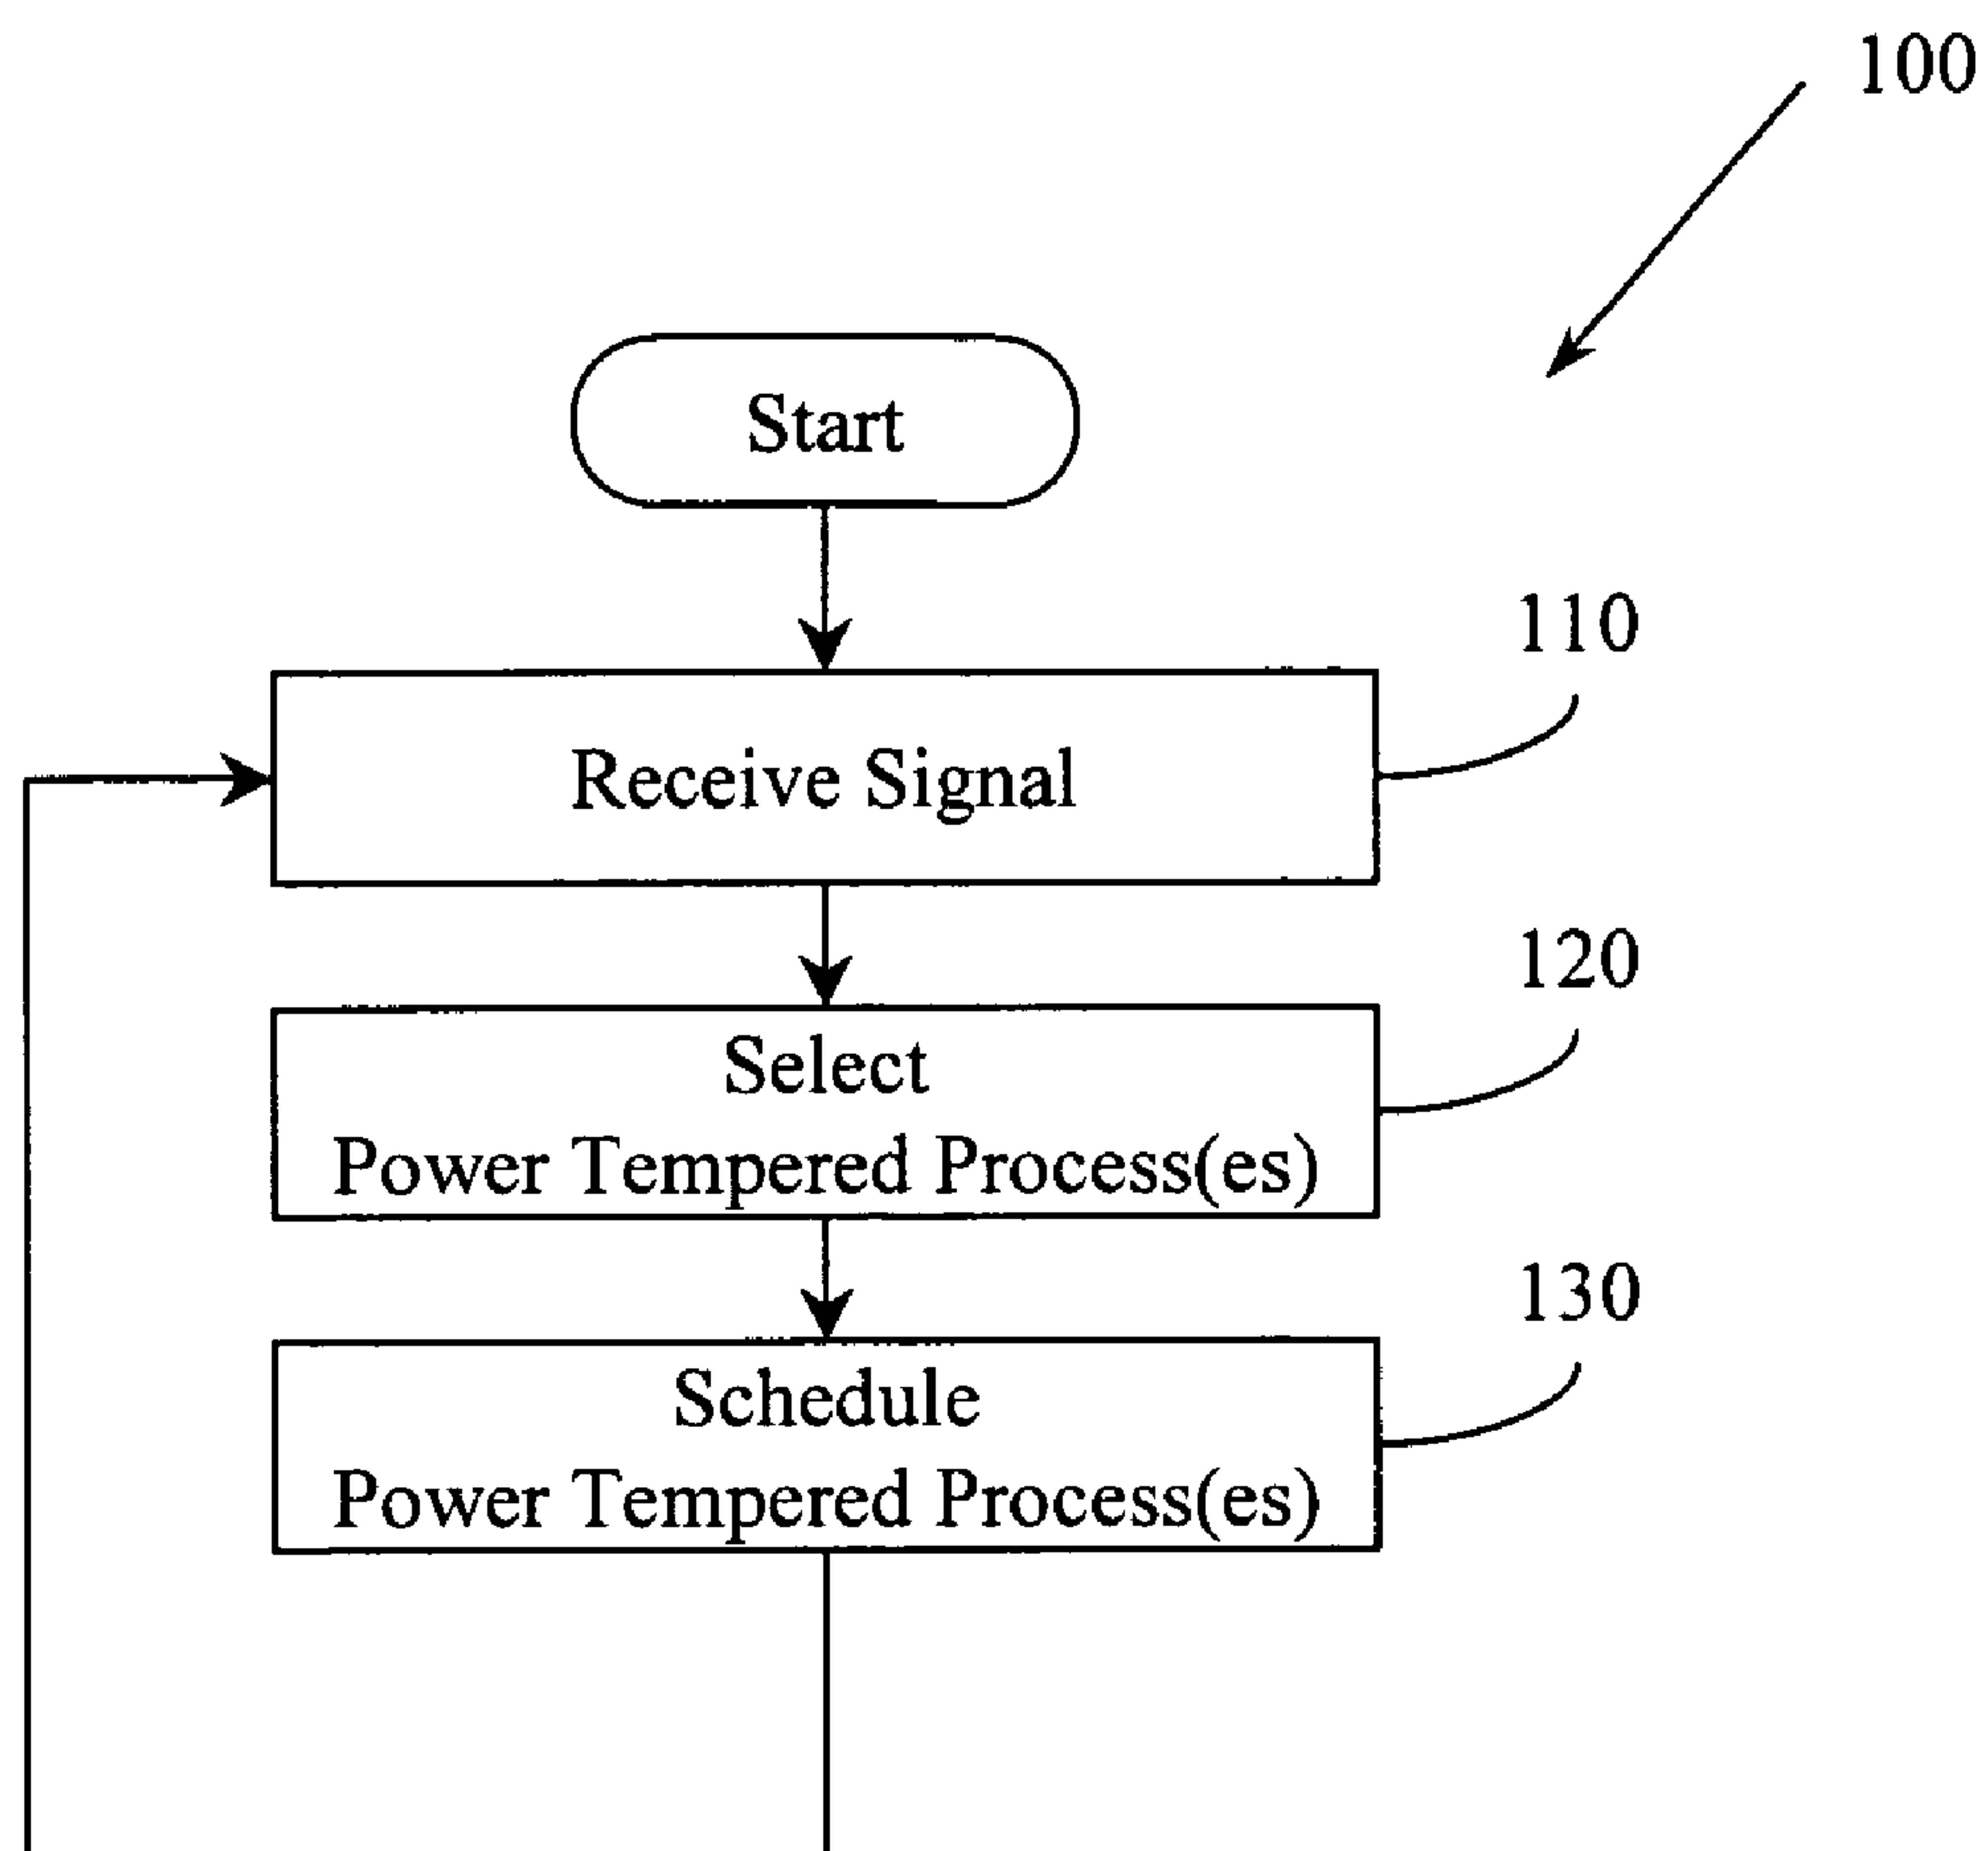 100
Start
110
Receive Signal
120
Select
Power Tempered Process(es)
130
Schedule
Power Tempered Process(es)